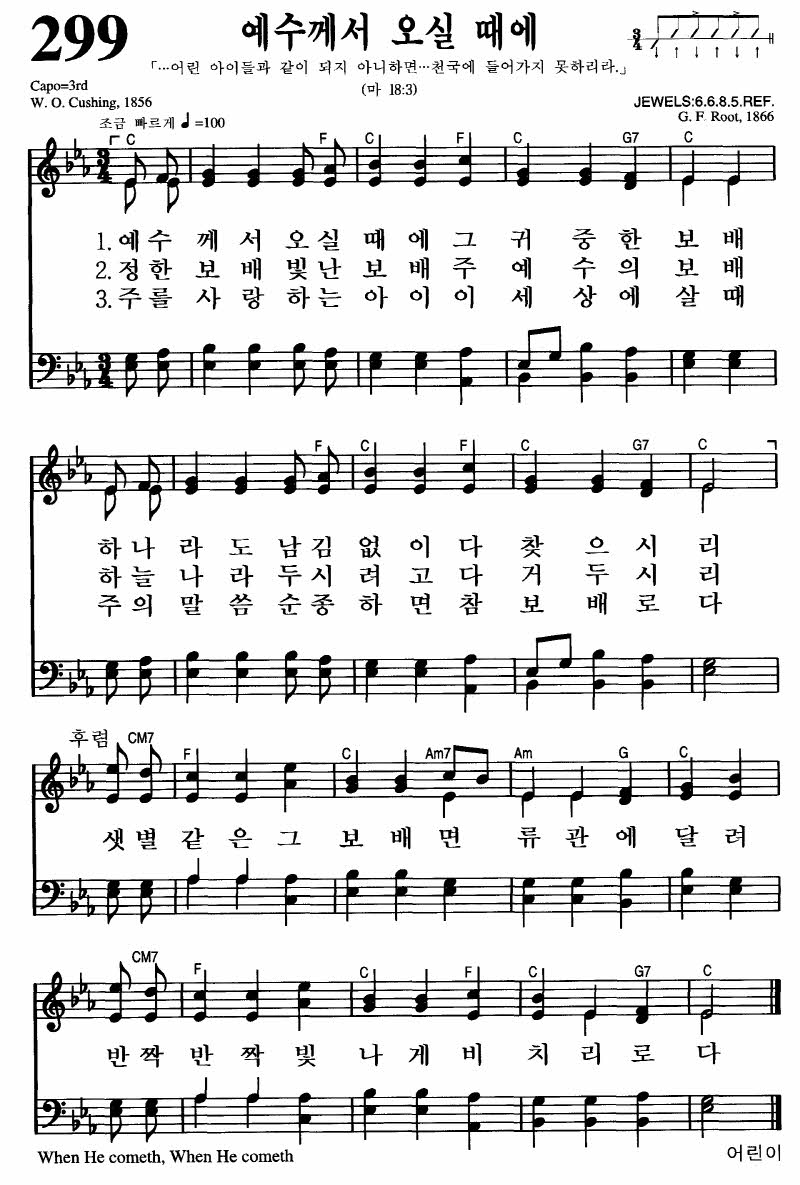 299
예수께서 오실 때에
「…어린 아이들과 같이 되지 아니하면…천국에 들어가지 못하리라.」
(마 18:3)
Capo=3rd
W. O. Cushing, 1856
JEWELS:6.6.8.5.REF.
G. F. Root, 1866
조금 빠르게 ♩=100
C F C F C G7 C
1. 예수 께 서 오실 때 에 그 귀 중 한 보 배
2. 정한 보 배 빛난 보 배 주 예 수 의 보 배
3. 주를 사 랑 하는 아 이 이 세 상 에 살 때
F C F C G7 C
하 나 라 도 남 김 없 이 다 찾 으 시 리
하 늘 나 라 두 시 려 고 다 거 두 시 리
주 의 말 씀 순 종 하 면 참 보 배 로 다
후렴 CM7 F C Am7 Am G C
샛 별 같 은 그 보 배 면 류 관 에 달 려
CM7 F C F C G7 C
반 짝 반 짝 빛 나 게 비 치 리 로 다
When He cometh, When He cometh
어린이